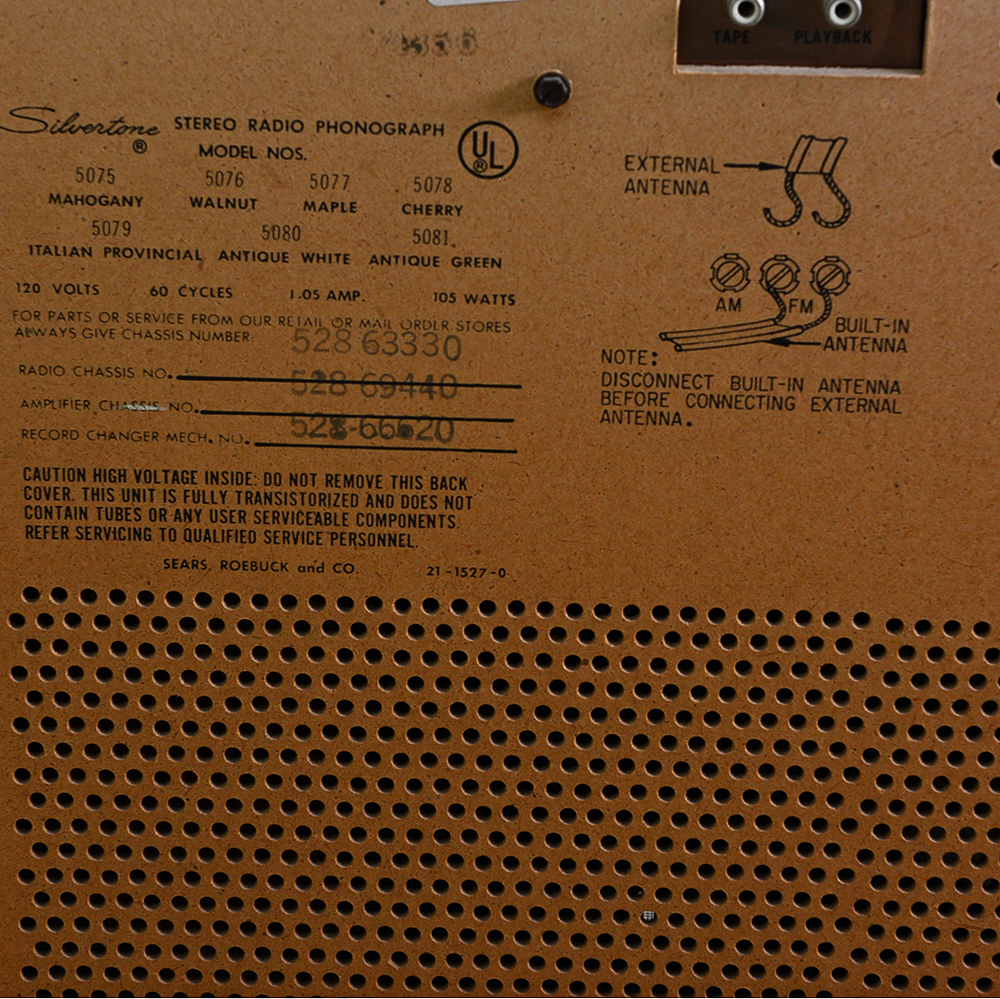 TAPE PLAYBACK
Silvertone ® STEREO RADIO PHONOGRAPH
UL ®
MODEL NOS.
5075 5076 5077 5078
MAHOGANY WALNUT MAPLE CHERRY
5079 5080 5081
ITALIAN PROVINCIAL ANTIQUE WHITE ANTIQUE GREEN
120 VOLTS 60 CYCLES 1.05 AMP. 105 WATTS
FOR PARTS OR SERVICE FROM OUR RETAIL OR MAIL ORDER STORES
ALWAYS GIVE CHASSIS NUMBER
528 63330
RADIO CHASSIS NO.
528 69440
AMPLIFIER CHASSIS NO.
528-66620
RECORD CHANGER MECH. NO.
CAUTION HIGH VOLTAGE INSIDE: DO NOT REMOVE THIS BACK
COVER. THIS UNIT IS FULLY TRANSISTORIZED AND DOES NOT
CONTAIN TUBES OR ANY USER SERVICEABLE COMPONENTS.
REFER SERVICING TO QUALIFIED SERVICE PERSONNEL.
SEARS, ROEBUCK and CO. 21-1527-0
EXTERNAL
ANTENNA
AM FM
BUILT-IN
ANTENNA
NOTE:
DISCONNECT BUILT-IN ANTENNA
BEFORE CONNECTING EXTERNAL
ANTENNA.